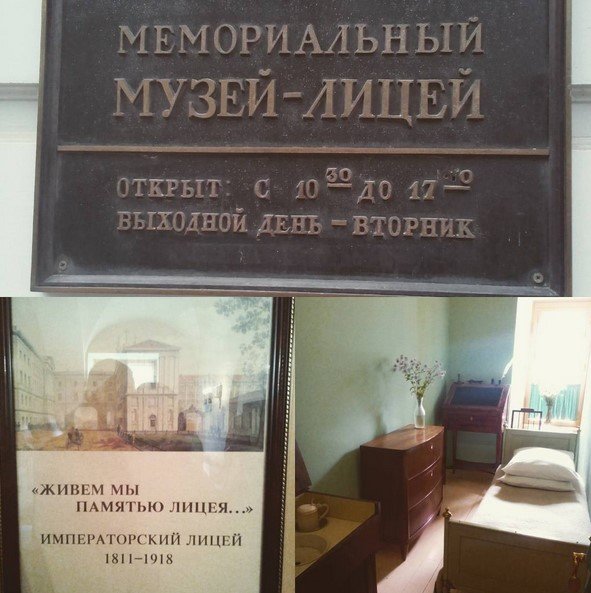 МЕМОРИАЛЬНЫЙ
МУЗЕЙ-ЛИЦЕЙ
ОТКРЫТ: С 10 30 ДО 17 00
ВЫХОДНОЙ ДЕНЬ – ВТОРНИК
«ЖИВЕМ МЫ
ПАМЯТЬЮ ЛИЦЕЯ...»
ИМПЕРАТОРСКИЙ ЛИЦЕЙ
1811–1918